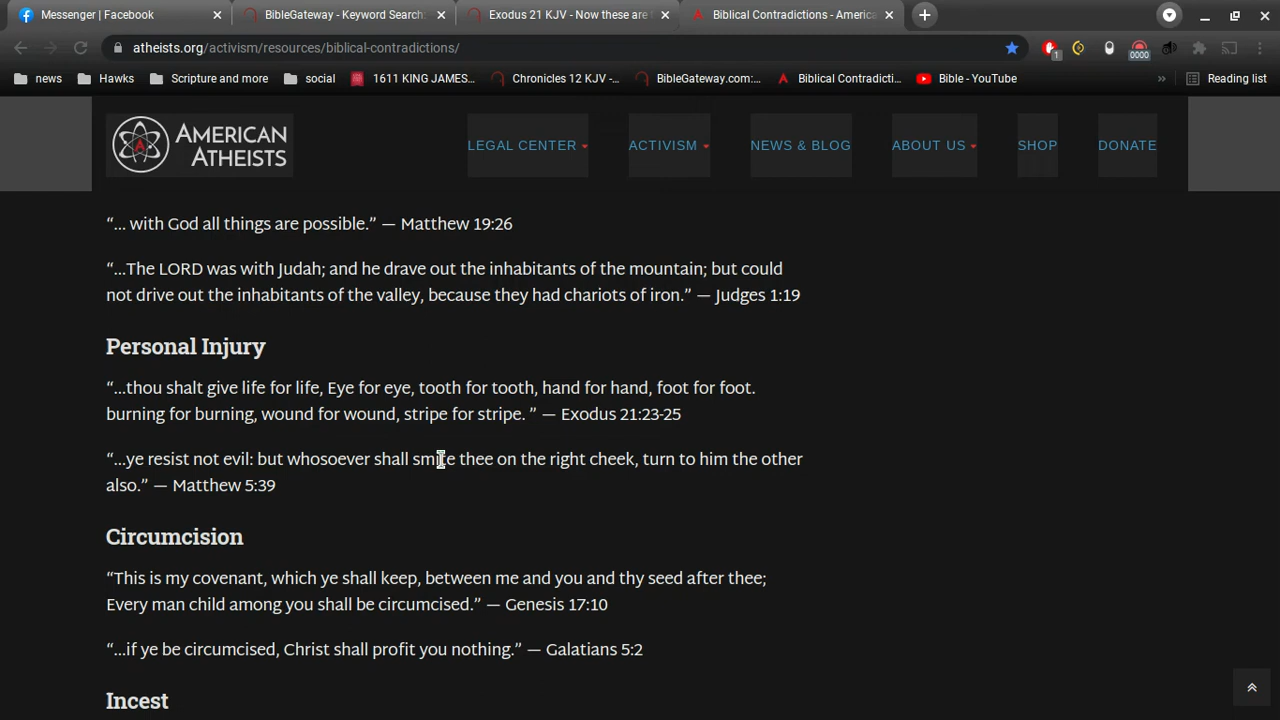 Messenger | Facebook
BibleGateway - Keyword Search:
Exodus 21 KJV - Now these are
Biblical Contradictions - America
atheists.org/activism/resources/biblical-contradictions/
1
0000
news
Hawks
Scripture and more
social
1611 KING JAMES...
Chronicles 12 KJV -...
BibleGateway.com:...
Biblical Contradicti...
Bible - YouTube
»
Reading list
AMERICAN
ATHEISTS
LEGAL CENTER
ACTIVISM
NEWS & BLOG
ABOUT US
SHOP
DONATE
“… with God all things are possible.” — Matthew 19:26
“…The LORD was with Judah; and he drave out the inhabitants of the mountain; but could
not drive out the inhabitants of the valley, because they had chariots of iron.” — Judges 1:19
Personal Injury
“…thou shalt give life for life, Eye for eye, tooth for tooth, hand for hand, foot for foot.
burning for burning, wound for wound, stripe for stripe. ” — Exodus 21:23-25
“…ye resist not evil: but whosoever shall smite thee on the right cheek, turn to him the other
also.” — Matthew 5:39
Circumcision
“This is my covenant, which ye shall keep, between me and you and thy seed after thee;
Every man child among you shall be circumcised.” — Genesis 17:10
“…if ye be circumcised, Christ shall profit you nothing.” — Galatians 5:2
Incest